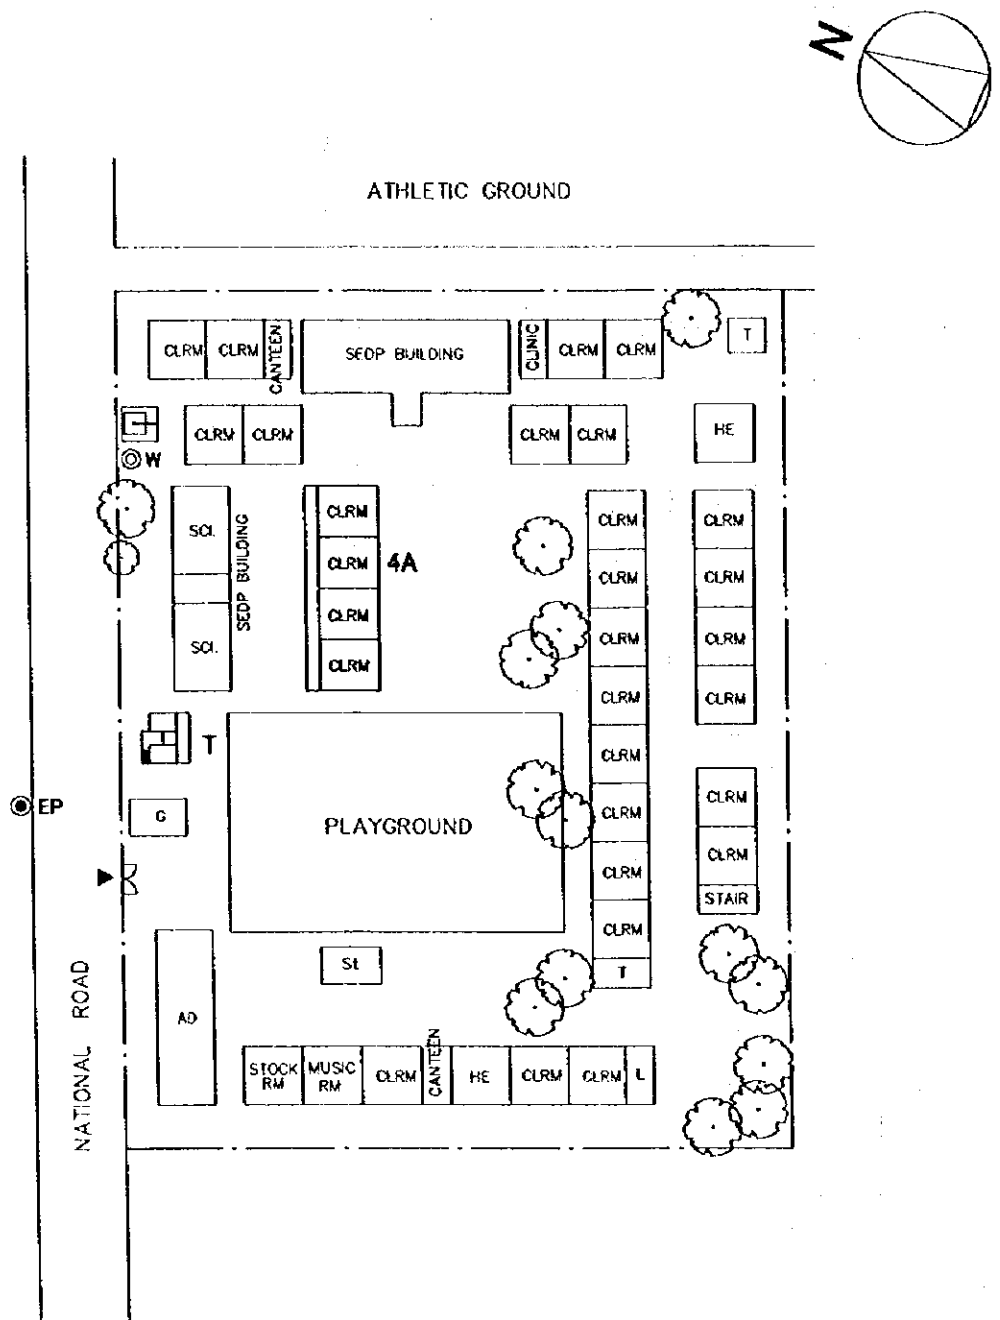 N
ATHLETIC GROUND
CLRM CLRM CANTEEN SEDP BUILDING CLINIC CLRM CLRM T
CLRM CLRM CLRM CLRM HE
W
SCI. SEDP BUILDING CLRM CLRM CLRM
CLRM 4A CLRM CLRM
CLRM CLRM CLRM
SCI. CLRM CLRM CLRM
T CLRM
EP G PLAYGROUND CLRM CLRM
CLRM CLRM
STAIR
CLRM
St T
NATIONAL ROAD
AD
STOCK RM MUSIC RM CLRM CANTEEN HE CLRM CLRM L